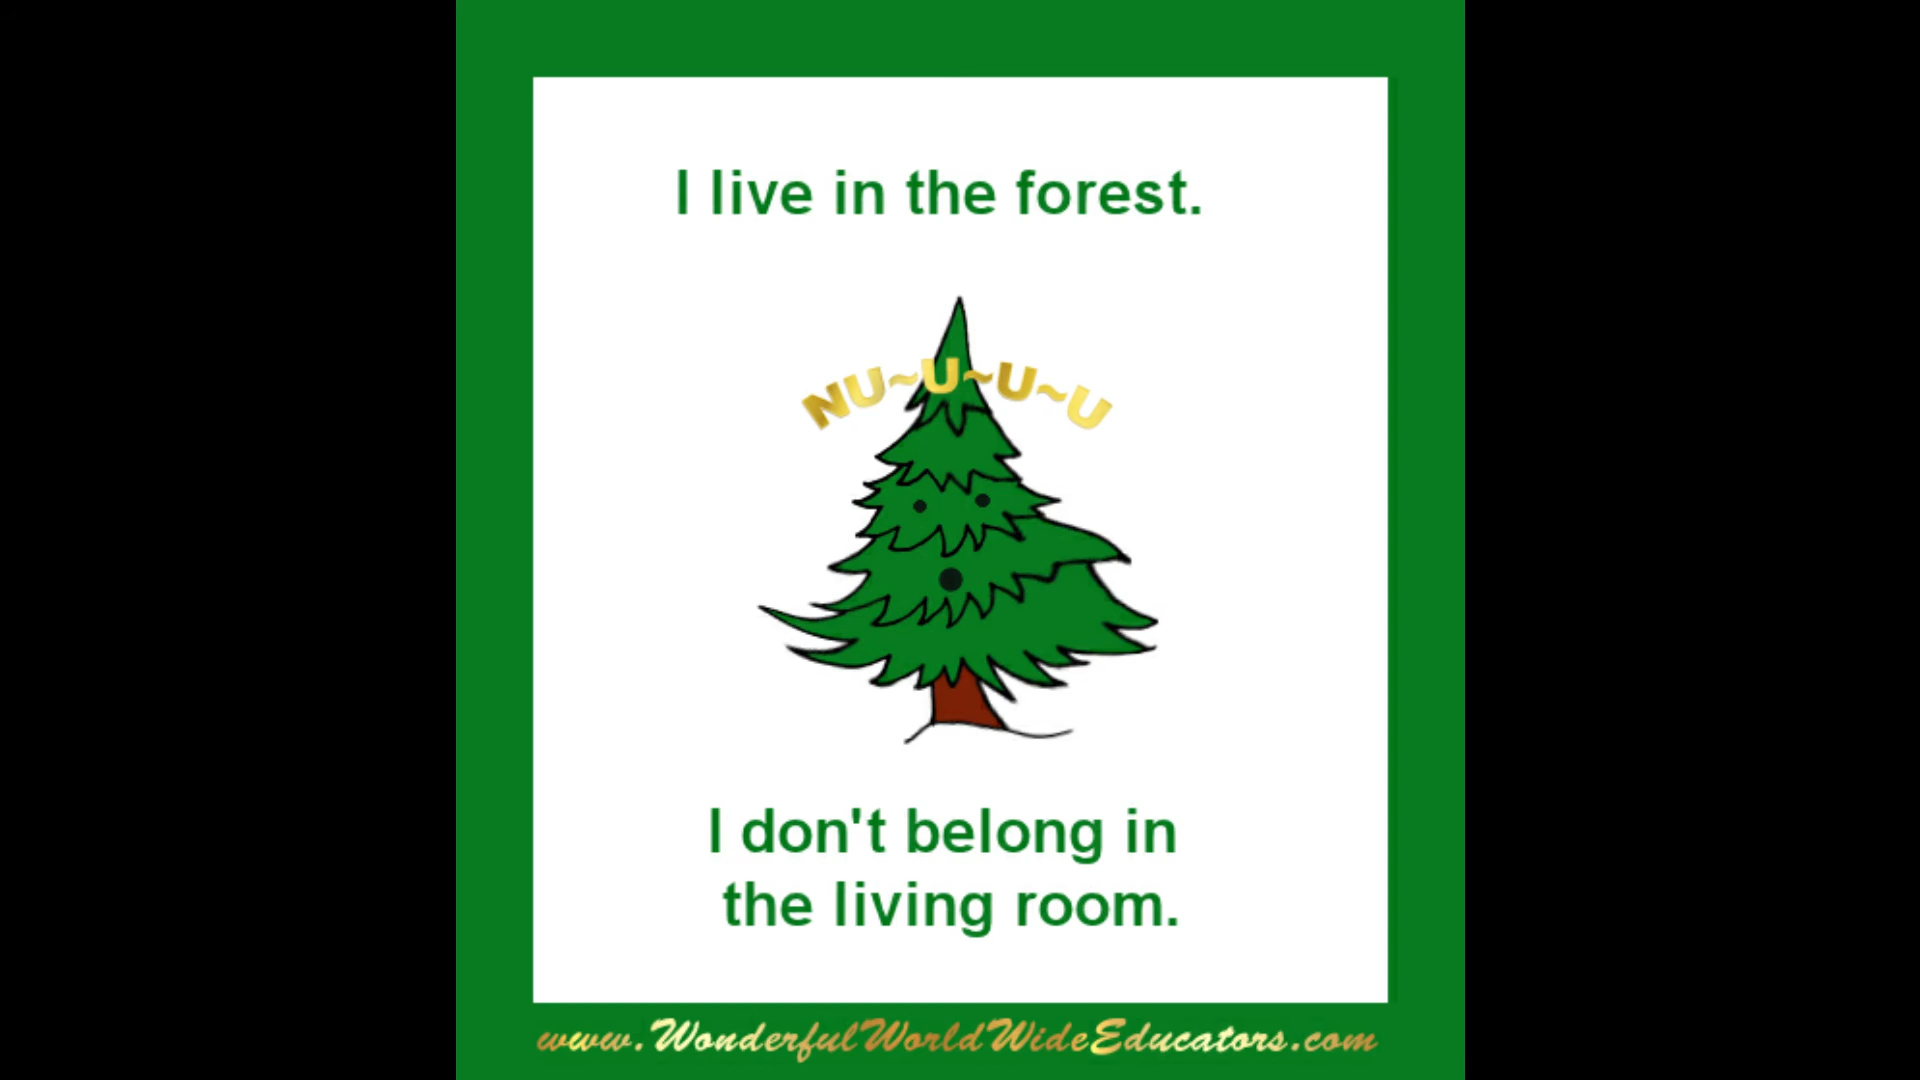 I live in the forest.
NU~U~U~U
I don't belong in
the living room.
www.WonderfulWorldWideEducators.com